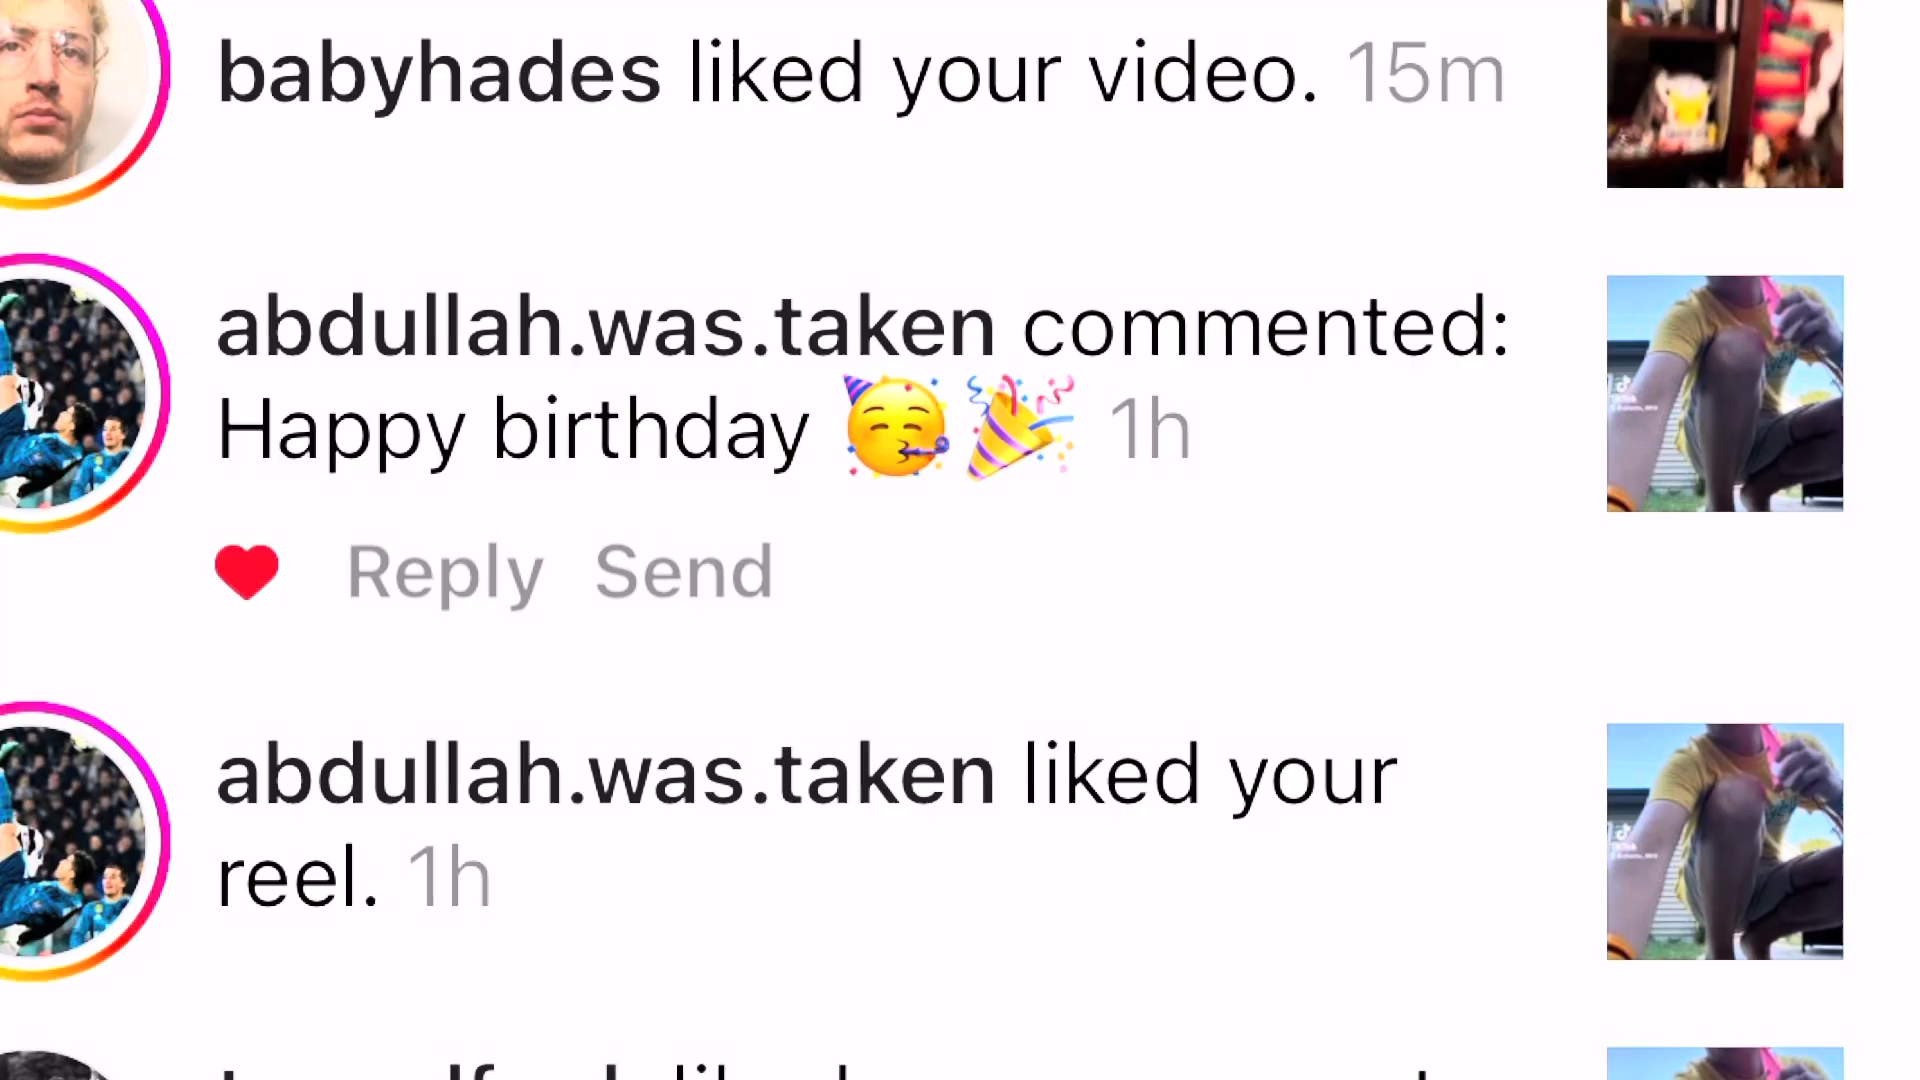 babyhades liked your video. 15m
abdullah.was.taken commented:
Happy birthday 🥳🎉 1h
Reply Send
abdullah.was.taken liked your
reel. 1h